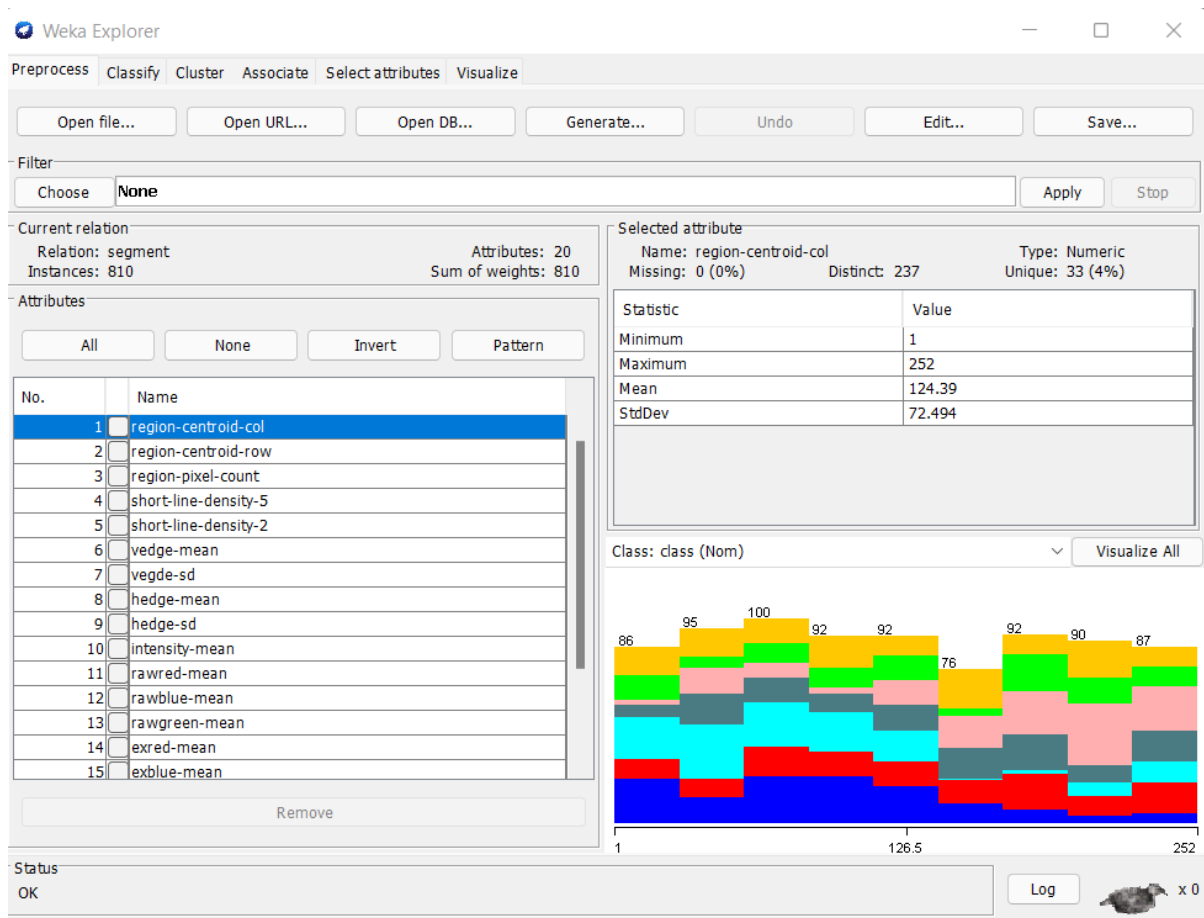 Weka Explorer
Preprocess Classify Cluster Associate Select attributes Visualize
Open file... Open URL... Open DB... Generate... Undo Edit... Save...
Filter
Choose None Apply Stop
Current relation
Relation: segment Attributes: 20
Instances: 810 Sum of weights: 810
Attributes
All None Invert Pattern
No. Name
1 region-centroid-col
2 region-centroid-row
3 region-pixel-count
4 short-line-density-5
5 short-line-density-2
6 vedge-mean
7 vegde-sd
8 hedge-mean
9 hedge-sd
10 intensity-mean
11 rawred-mean
12 rawblue-mean
13 rawgreen-mean
14 exred-mean
15 exblue-mean
Remove
Selected attribute
Name: region-centroid-col Type: Numeric
Missing: 0 (0%) Distinct: 237 Unique: 33 (4%)
Statistic Value
Minimum 1
Maximum 252
Mean 124.39
StdDev 72.494
Class: class (Nom) Visualize All
86 95 100 92 92 76 92 90 87
1 126.5 252
Status
OK Log x 0